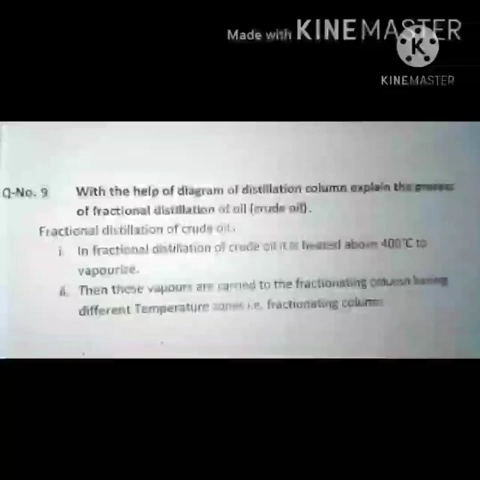 Made with KINEMASTER
K
KINEMASTER
Q-No. 9 With the help of diagram of distillation column explain the process
of fractional distillation of oil (crude oil).
Fractional distillation of crude oil.
i. In fractional distillation of crude oil it is heated above 400°C to
vapourize.
ii. Then these vapours are carried to the fractionating column having
different Temperature zones i.e. fractionating column